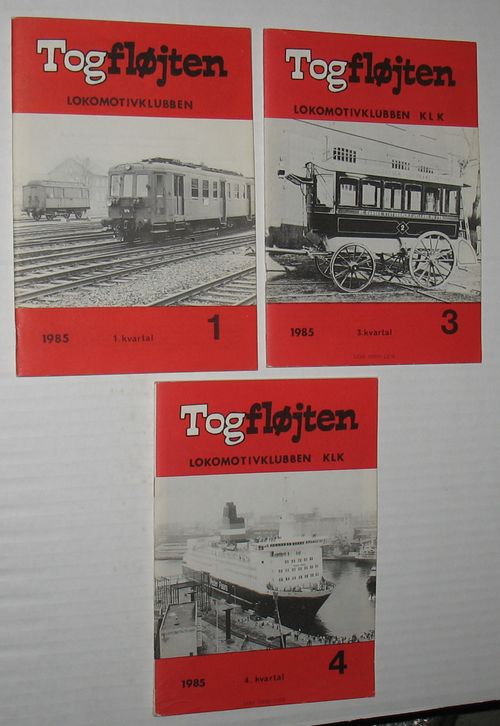 Togfløjten
LOKOMOTIVKLUBBEN
1985 1.kvartal 1
Togfløjten
LOKOMOTIVKLUBBEN KLK
2
1985 3.kvartal 3
Togfløjten
LOKOMOTIVKLUBBEN KLK
1985 4. kvartal 4